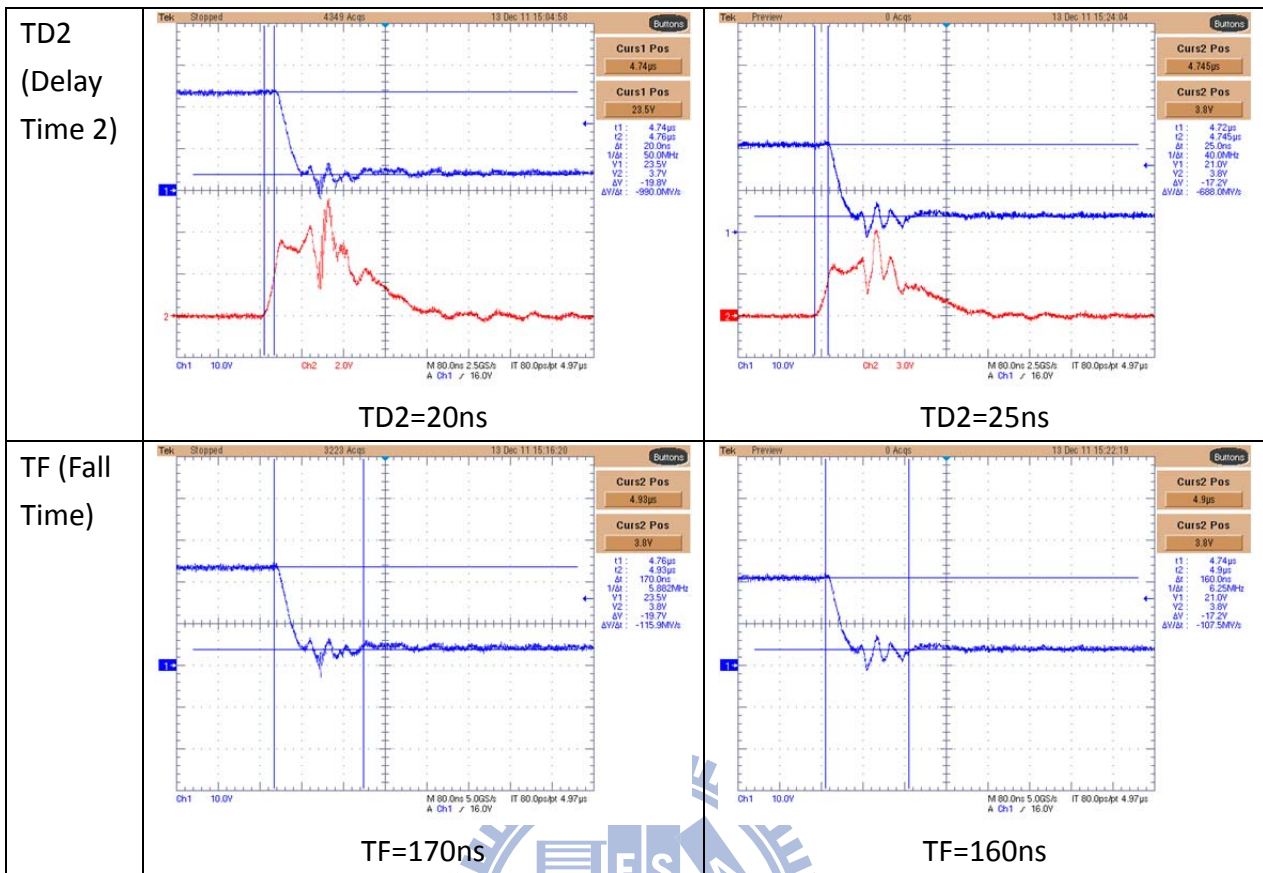 TD2
(Delay
Time 2)
Tek Stopped 4349 Acqs 13 Dec 11 15:04:58
Buttons
Curs1 Pos
4.74µs
Curs1 Pos
23.5V
t1 : 4.74µs
t2 : 4.76µs
Δt : 20.0ns
1/Δt : 50.0MHz
V1 : 23.5V
V2 : 3.7V
ΔV : -19.8V
ΔV/Δt : -990.0MV/s
1
2
Ch1 10.0V Ch2 2.0V M 80.0ns 2.5GS/s IT 80.0ps/pt 4.97µs
A Ch1 / 16.0V
TD2=20ns
Tek Preview 0 Acqs 13 Dec 11 15:24:04
Buttons
Curs2 Pos
4.745µs
Curs2 Pos
3.8V
t1 : 4.72µs
t2 : 4.745µs
Δt : 25.0ns
1/Δt : 40.0MHz
V1 : 21.0V
V2 : 3.8V
ΔV : -17.2V
ΔV/Δt : -688.0MV/s
1
2
Ch1 10.0V Ch2 3.0V M 80.0ns 2.5GS/s IT 80.0ps/pt 4.97µs
A Ch1 / 16.0V
TD2=25ns
TF (Fall
Time)
Tek Stopped 3223 Acqs 13 Dec 11 15:16:20
Buttons
Curs2 Pos
4.93µs
Curs2 Pos
3.8V
t1 : 4.76µs
t2 : 4.93µs
Δt : 170.0ns
1/Δt : 5.882MHz
V1 : 23.5V
V2 : 3.8V
ΔV : -19.7V
ΔV/Δt : -115.9MV/s
1
Ch1 10.0V M 80.0ns 5.0GS/s IT 80.0ps/pt 4.97µs
A Ch1 / 16.0V
TF=170ns
Tek Preview 0 Acqs 13 Dec 11 15:22:19
Buttons
Curs2 Pos
4.9µs
Curs2 Pos
3.8V
t1 : 4.74µs
t2 : 4.9µs
Δt : 160.0ns
1/Δt : 6.25MHz
V1 : 21.0V
V2 : 3.8V
ΔV : -17.2V
ΔV/Δt : -107.5MV/s
1
Ch1 10.0V M 80.0ns 5.0GS/s IT 80.0ps/pt 4.97µs
A Ch1 / 16.0V
TF=160ns